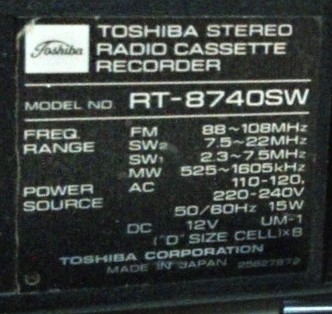 Toshiba
TOSHIBA STEREO
RADIO CASSETTE
RECORDER
MODEL NO. RT-8740SW
FREQ. RANGE FM 88~108MHz
SW2 7.5~22MHz
SW1 2.3~7.5MHz
MW 525~1605kHz
POWER SOURCE AC 110-120,
220-240V
50/60Hz 15W
DC 12V UM-1
("D" SIZE CELL)×8
TOSHIBA CORPORATION
MADE IN JAPAN